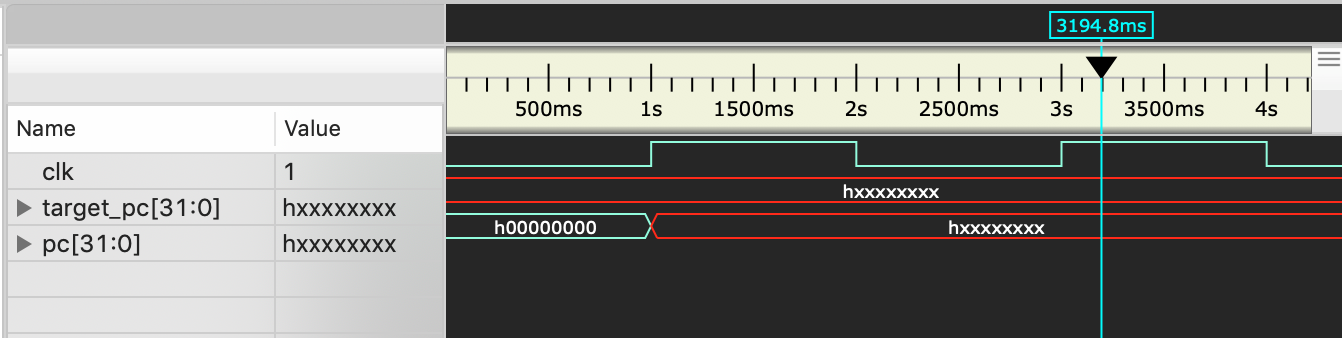 3194.8ms
500ms 1s 1500ms 2s 2500ms 3s 3500ms 4s
Name Value
clk 1
target_pc[31:0] hxxxxxxxx hxxxxxxxx
pc[31:0] hxxxxxxxx h00000000 hxxxxxxxx